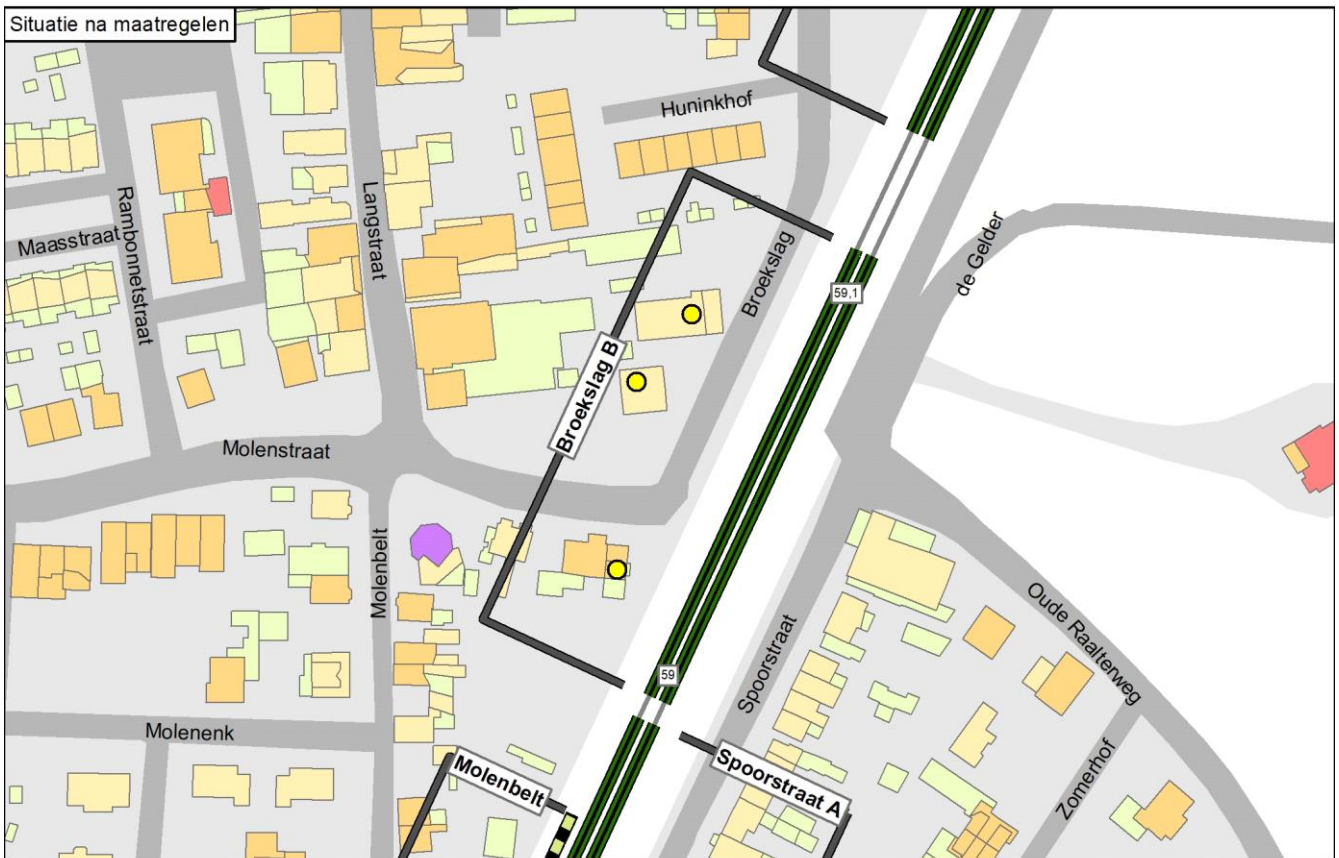 Situatie na maatregelen
Huninkhof
Langstraat
Rambonnetstraat
Maasstraat
Broekslag
de Gelder
59,1
Broekslag B
Molenstraat
Molenbelt
Oude Raalterweg
Spoorstraat
59
Molenenk
Zomerhof
Molenbelt
Spoorstraat A